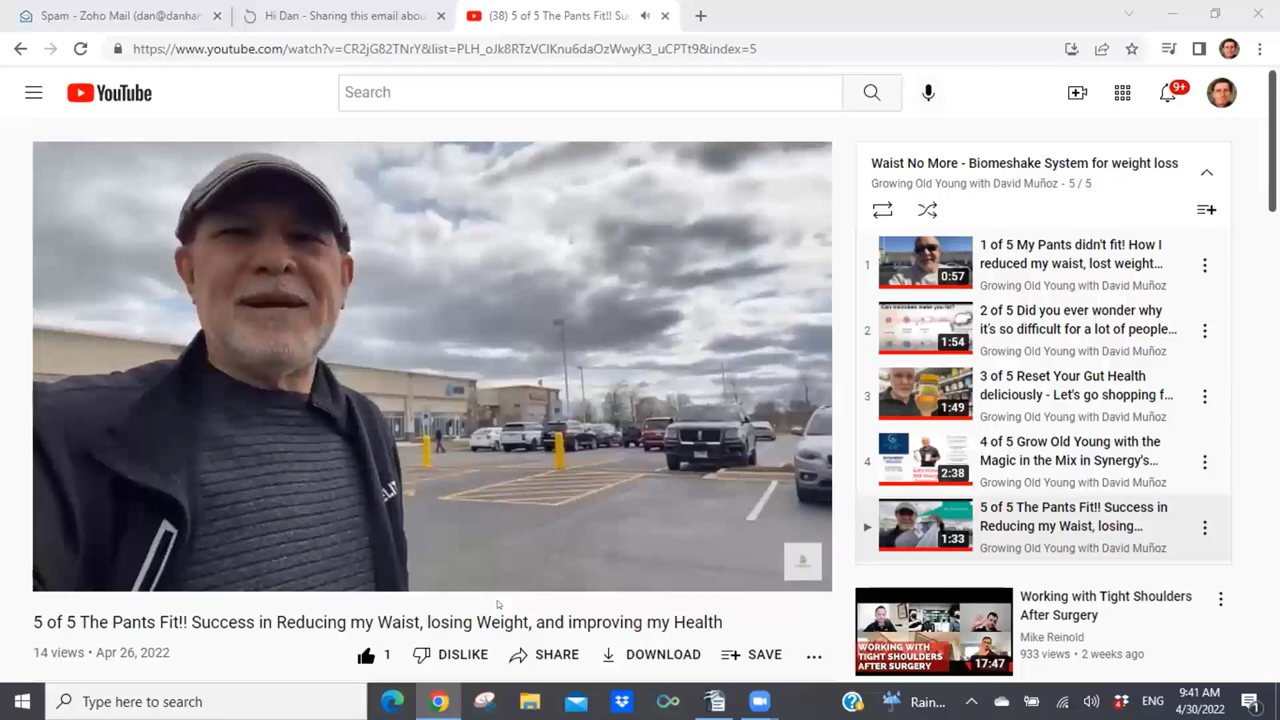 Spam - Zoho Mail (dan@danham
Hi Dan - Sharing this email abou
(38) 5 of 5 The Pants Fit!! Suc
https://www.youtube.com/watch?v=CR2jG82TNrY&list=PLH_oJk8RTzVCIKnu6daOzWwyK3_uCPTt9&index=5
YouTube
Search
9+
Waist No More - Biomeshake System for weight loss
Growing Old Young with David Muñoz - 5 / 5
1
0:57
1 of 5 My Pants didn't fit! How I
reduced my waist, lost weight...
Growing Old Young with David Muñoz
2
1:54
2 of 5 Did you ever wonder why
it's so difficult for a lot of people...
Growing Old Young with David Muñoz
3
1:49
3 of 5 Reset Your Gut Health
deliciously - Let's go shopping f...
Growing Old Young with David Muñoz
4
2:38
4 of 5 Grow Old Young with the
Magic in the Mix in Synergy's...
Growing Old Young with David Muñoz
1:33
5 of 5 The Pants Fit!! Success in
Reducing my Waist, losing...
Growing Old Young with David Muñoz
5 of 5 The Pants Fit!! Success in Reducing my Waist, losing Weight, and improving my Health
14 views • Apr 26, 2022
1
DISLIKE
SHARE
DOWNLOAD
SAVE
WORKING WITH
TIGHT SHOULDERS
AFTER SURGERY
17:47
Working with Tight Shoulders
After Surgery
Mike Reinold
933 views • 2 weeks ago
Type here to search
Rain...
ENG
9:41 AM
4/30/2022
1